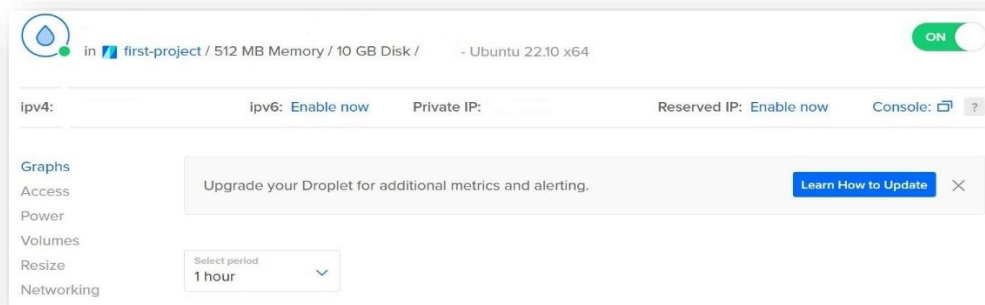 ON
in first-project / 512 MB Memory / 10 GB Disk / - Ubuntu 22.10 x64
ipv4: ipv6: Enable now Private IP: Reserved IP: Enable now Console: ?
Graphs
Access
Power
Volumes
Resize
Networking
Upgrade your Droplet for additional metrics and alerting. Learn How to Update
Select period
1 hour